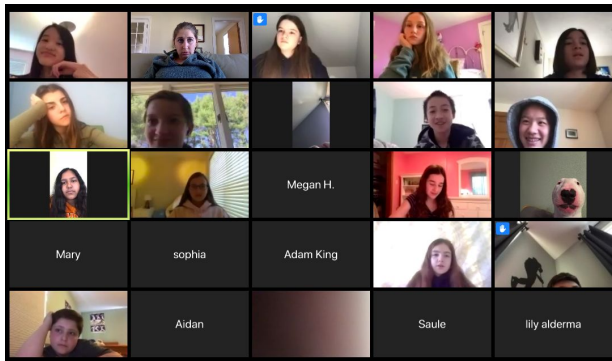 Megan H.
Mary
sophia
Adam King
Aidan
Saule
lily alderma